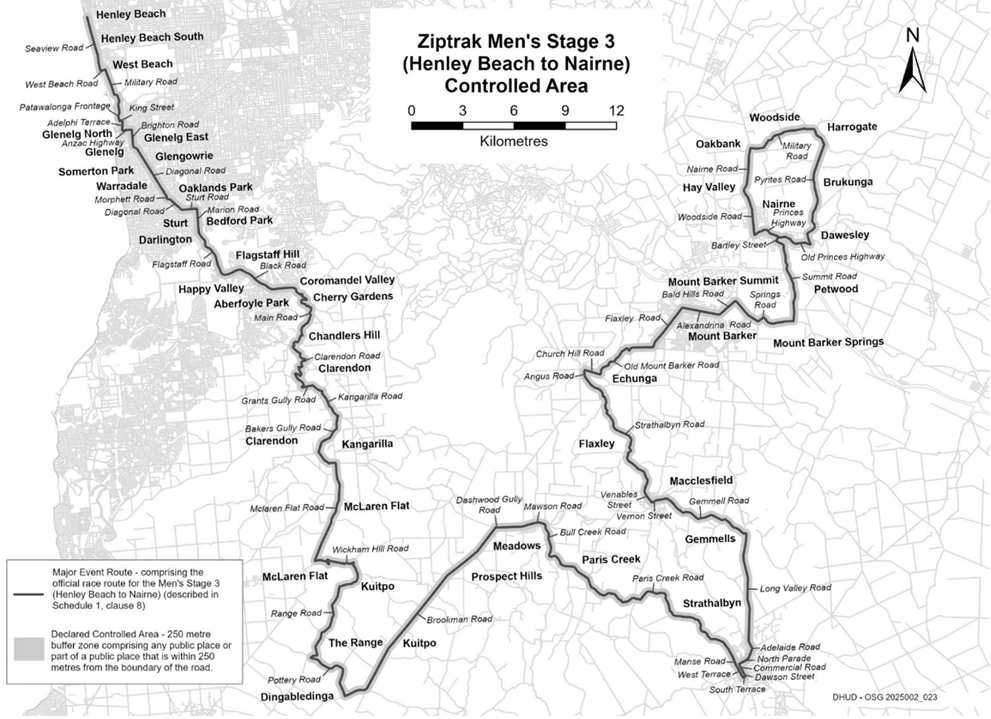 Ziptrak Men's Stage 3
(Henley Beach to Nairne)
Controlled Area
0 3 6 9 12
Kilometres
N
Henley Beach
Seaview Road
Henley Beach South
West Beach
West Beach Road
Military Road
Patawalonga Frontage
King Street
Adelphi Terrace
Brighton Road
Glenelg North
Glenelg East
Anzac Highway
Glenelg
Glengowrie
Somerton Park
Diagonal Road
Warradale
Oaklands Park
Morphett Road
Sturt Road
Diagonal Road
Marion Road
Sturt
Bedford Park
Darlington
Flagstaff Hill
Flagstaff Road
Black Road
Happy Valley
Coromandel Valley
Aberfoyle Park
Cherry Gardens
Main Road
Chandlers Hill
Clarendon Road
Clarendon
Grants Gully Road
Kangarilla Road
Bakers Gully Road
Clarendon
Kangarilla
McLaren Flat Road
McLaren Flat
Wickham Hill Road
McLaren Flat
Kuitpo
Range Road
The Range
Kuitpo
Brookman Road
Pottery Road
Dingabledinga
Dashwood Gully
Road
Mawson Road
Bull Creek Road
Meadows
Prospect Hills
Paris Creek
Paris Creek Road
Strathalbyn
Manse Road
West Terrace
South Terrace
Adelaide Road
North Parade
Commercial Road
Dawson Street
Long Valley Road
Gemmells
Gemmell Road
Macclesfield
Venables
Street
Vernon Street
Flaxley
Strathalbyn Road
Church Hill Road
Angus Road
Echunga
Old Mount Barker Road
Flaxley Road
Alexandrina Road
Mount Barker
Bald Hills Road
Mount Barker Summit
Springs
Road
Mount Barker Springs
Petwood
Summit Road
Bartley Street
Old Princes Highway
Dawesley
Woodside Road
Nairne
Princes
Highway
Hay Valley
Pyrites Road
Brukunga
Nairne Road
Oakbank
Military
Road
Woodside
Harrogate
Major Event Route - comprising the
official race route for the Men's Stage 3
(Henley Beach to Nairne) (described in
Schedule 1, clause 8)
Declared Controlled Area - 250 metre
buffer zone comprising any public place or
part of a public place that is within 250
metres from the boundary of the road.
DHUD - OSG 2025002_023